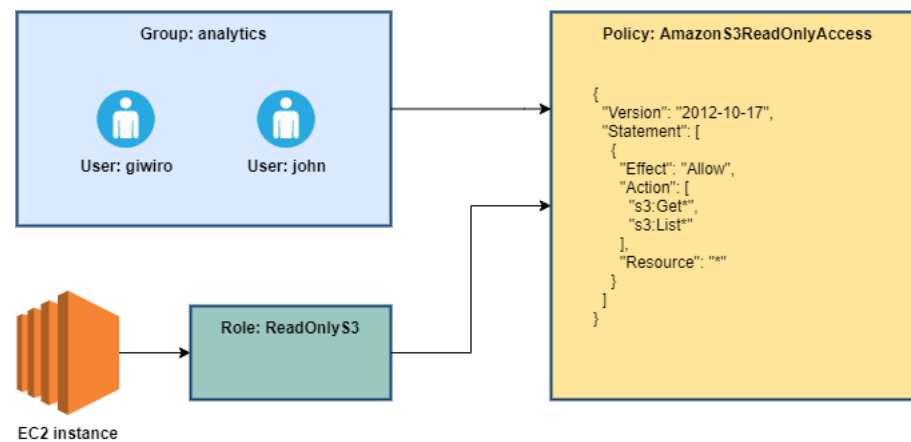 Group: analytics
User: giwiro
User: john
Policy: AmazonS3ReadOnlyAccess
{
"Version": "2012-10-17",
"Statement": [
{
"Effect": "Allow",
"Action": [
"s3:Get*",
"s3:List*"
],
"Resource": "*"
}
]
}
Role: ReadOnlyS3
EC2 instance